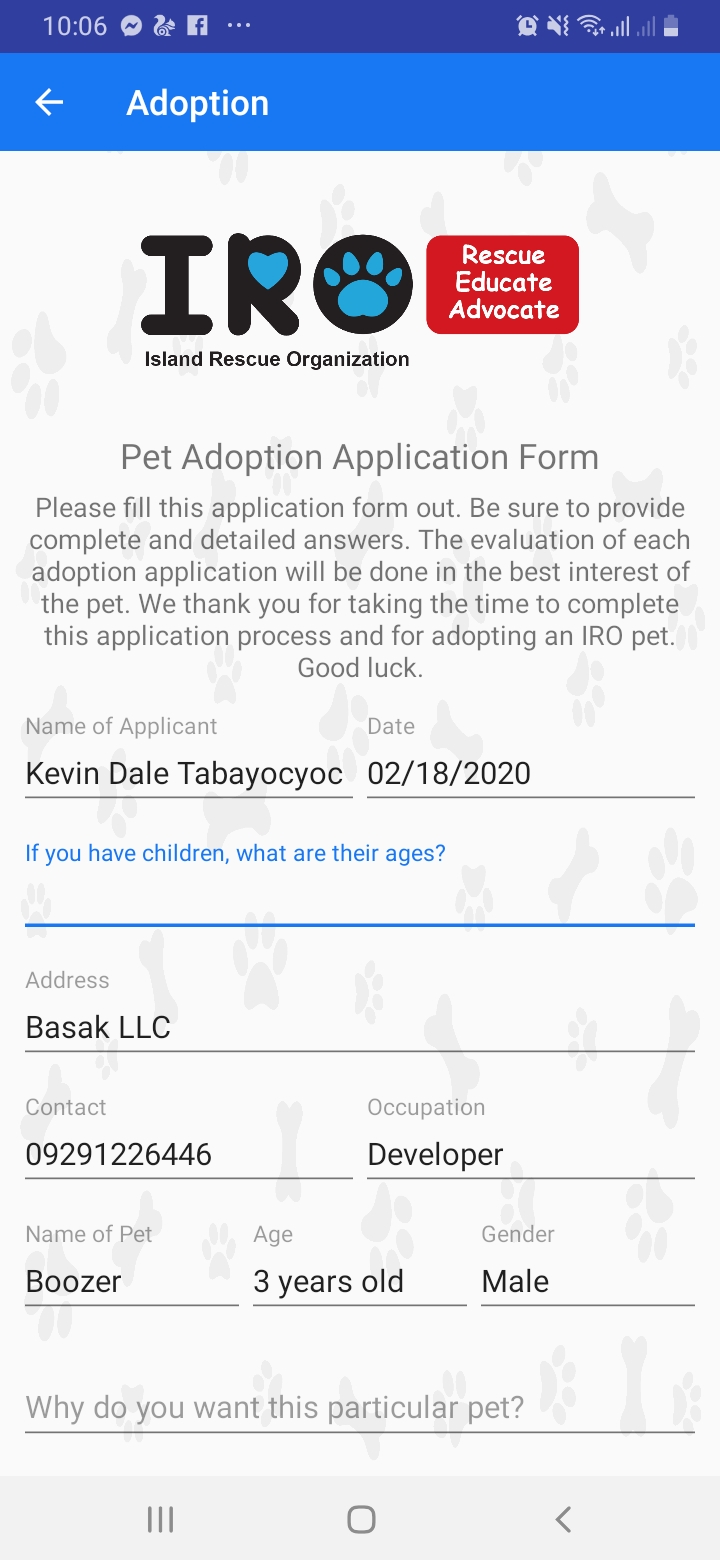 10:06
Adoption
IRO
Rescue
Educate
Advocate
Island Rescue Organization
Pet Adoption Application Form
Please fill this application form out. Be sure to provide
complete and detailed answers. The evaluation of each
adoption application will be done in the best interest of
the pet. We thank you for taking the time to complete
this application process and for adopting an IRO pet.
Good luck.
Name of Applicant Date
Kevin Dale Tabayocyoc 02/18/2020
If you have children, what are their ages?
Address
Basak LLC
Contact Occupation
09291226446 Developer
Name of Pet Age Gender
Boozer 3 years old Male
Why do you want this particular pet?